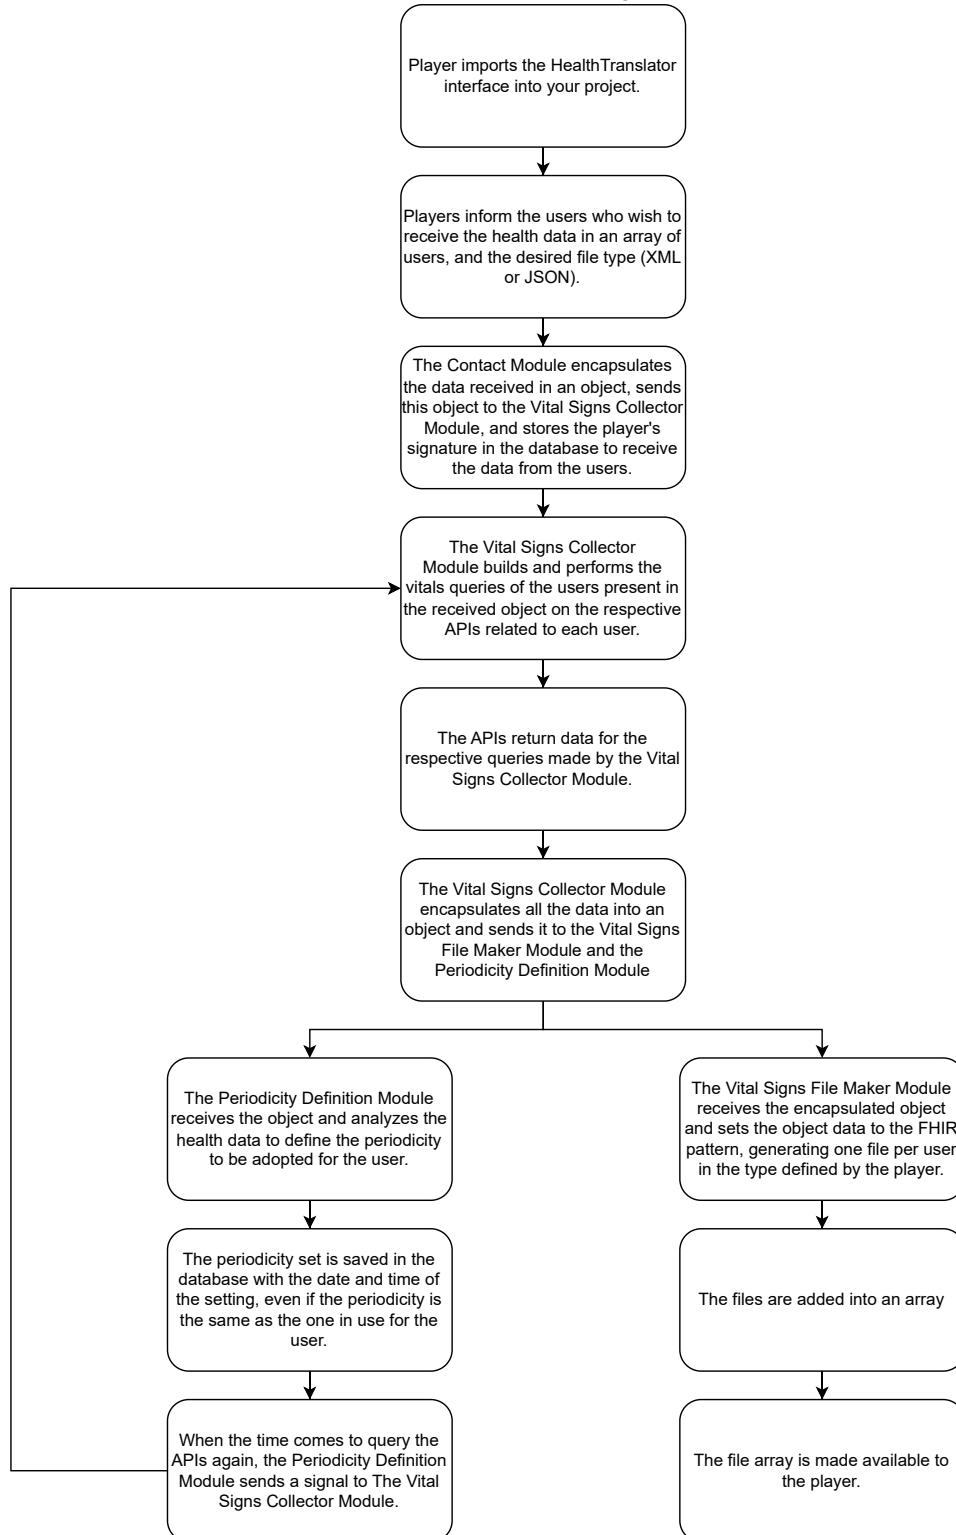 Player imports the HealthTranslator
interface into your project.
Players inform the users who wish to
receive the health data in an array of
users, and the desired file type (XML
or JSON).
The Contact Module encapsulates
the data received in an object, sends
this object to the Vital Signs Collector
Module, and stores the player's
signature in the database to receive
the data from the users.
The Vital Signs Collector
Module builds and performs the
vitals queries of the users present in
the received object on the respective
APIs related to each user.
The APIs return data for the
respective queries made by the Vital
Signs Collector Module.
The Vital Signs Collector Module
encapsulates all the data into an
object and sends it to the Vital Signs
File Maker Module and the
Periodicity Definition Module
The Periodicity Definition Module
receives the object and analyzes the
health data to define the periodicity
to be adopted for the user.
The Vital Signs File Maker Module
receives the encapsulated object
and sets the object data to the FHIR
pattern, generating one file per user
in the type defined by the player.
The periodicity set is saved in the
database with the date and time of
the setting, even if the periodicity is
the same as the one in use for the
user.
The files are added into an array
When the time comes to query the
APIs again, the Periodicity Definition
Module sends a signal to The Vital
Signs Collector Module.
The file array is made available to
the player.